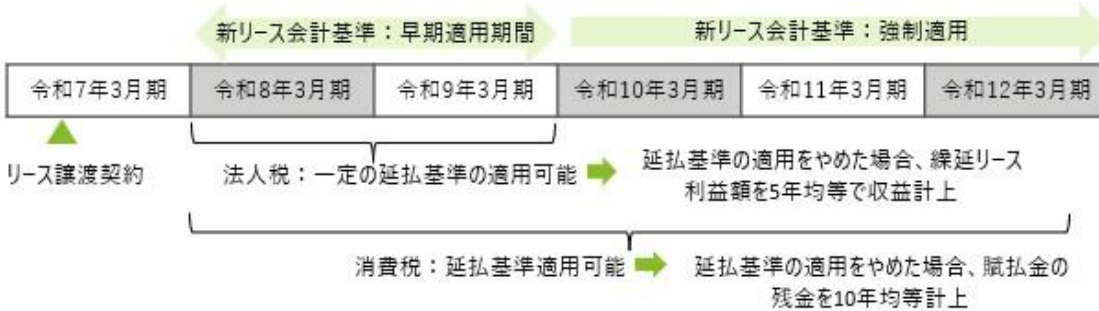 新リース会計基準：早期適用期間
新リース会計基準：強制適用
令和7年3月期
令和8年3月期
令和9年3月期
令和10年3月期
令和11年3月期
令和12年3月期
リース譲渡契約
法人税：一定の延払基準の適用可能
延払基準の適用をやめた場合、繰延リース
利益額を5年均等で収益計上
消費税：延払基準適用可能
延払基準の適用をやめた場合、賦払金の
残金を10年均等計上